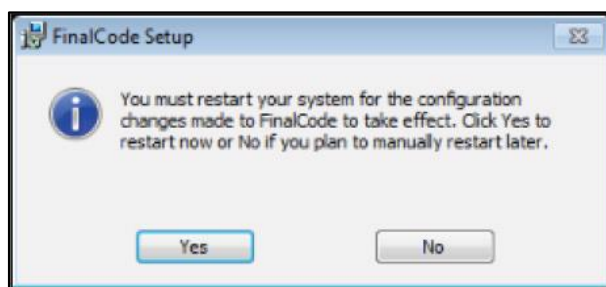 FinalCode Setup
You must restart your system for the configuration
changes made to FinalCode to take effect. Click Yes to
restart now or No if you plan to manually restart later.
Yes
No